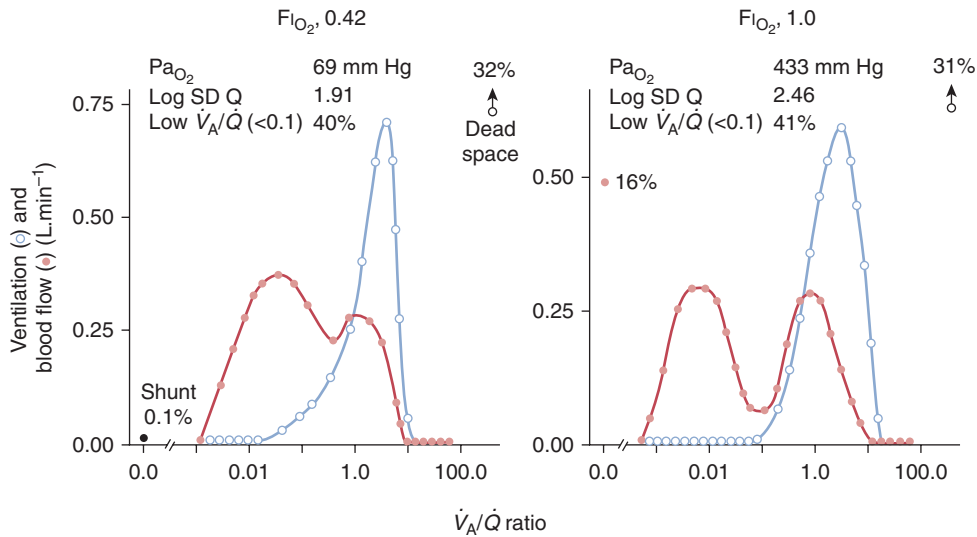 FIO₂, 0.42
PaO₂ 69 mm Hg
Log SD Q 1.91
Low V̇A/Q̇ (<0.1) 40%
32%
Dead
space
Shunt
0.1%
0.75
0.50
0.25
0.00
0.0 0.01 1.0 100.0
FIO₂, 1.0
PaO₂ 433 mm Hg
Log SD Q 2.46
Low V̇A/Q̇ (<0.1) 41%
31%
16%
0.50
0.25
0.00
0.0 0.01 1.0 100.0
Ventilation (○) and
blood flow (●) (L.min⁻¹)
V̇A/Q̇ ratio